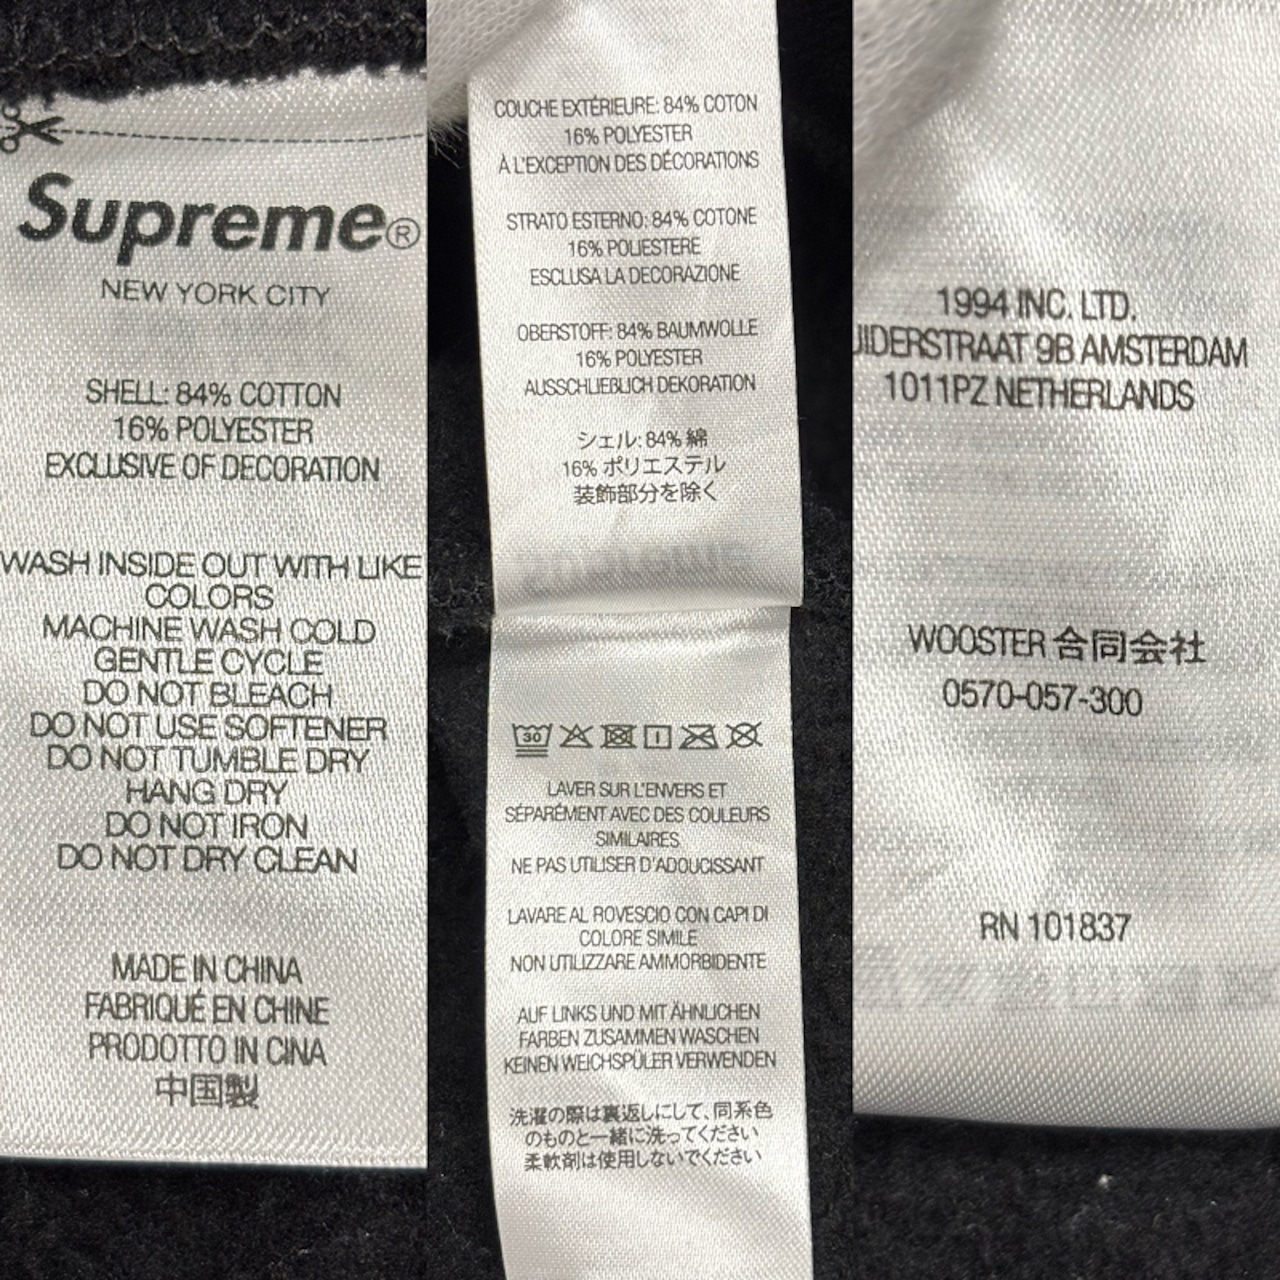 Supreme®
NEW YORK CITY
SHELL: 84% COTTON
16% POLYESTER
EXCLUSIVE OF DECORATION
WASH INSIDE OUT WITH LIKE
COLORS
MACHINE WASH COLD
GENTLE CYCLE
DO NOT BLEACH
DO NOT USE SOFTENER
DO NOT TUMBLE DRY
HANG DRY
DO NOT IRON
DO NOT DRY CLEAN
MADE IN CHINA
FABRIQUÉ EN CHINE
PRODOTTO IN CINA
中国製
COUCHE EXTÉRIEURE: 84% COTON
16% POLYESTER
À L'EXCEPTION DES DÉCORATIONS
STRATO ESTERNO: 84% COTONE
16% POLIESTERE
ESCLUSA LA DECORAZIONE
OBERSTOFF: 84% BAUMWOLLE
16% POLYESTER
AUSSCHLIEBLICH DEKORATION
シェル: 84% 綿
16% ポリエステル
装飾部分を除く
30
LAVER SUR L'ENVERS ET
SÉPARÉMENT AVEC DES COULEURS
SIMILAIRES
NE PAS UTILISER D'ADOUCISSANT
LAVARE AL ROVESCIO CON CAPI DI
COLORE SIMILE
NON UTILIZZARE AMMORBIDENTE
AUF LINKS UND MIT ÄHNLICHEN
FARBEN ZUSAMMEN WASCHEN
KEINEN WEICHSPÜLER VERWENDEN
洗濯の際は裏返しにして、同系色
のものと一緒に洗ってください
柔軟剤は使用しないでください
1994 INC. LTD.
UIDERSTRAAT 9B AMSTERDAM
1011PZ NETHERLANDS
WOOSTER 合同会社
0570-057-300
RN 101837